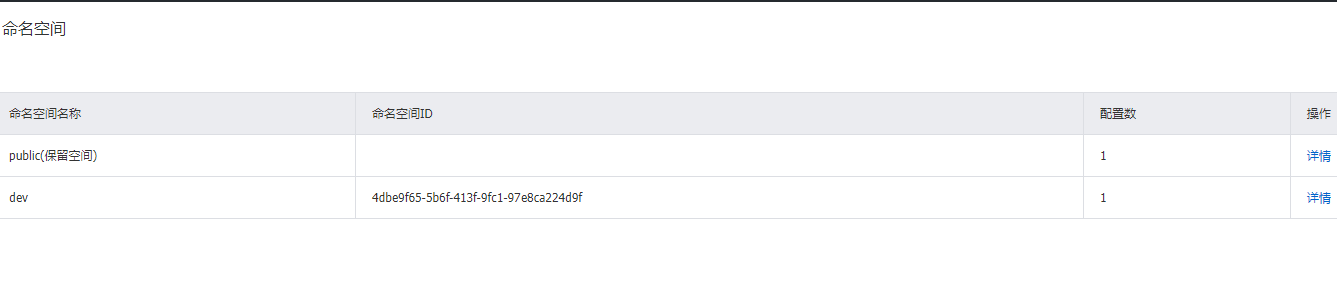 命名空间
命名空间名称 命名空间ID 配置数 操作
public(保留空间) 1 详情
dev 4dbe9f65-5b6f-413f-9fc1-97e8ca224d9f 1 详情